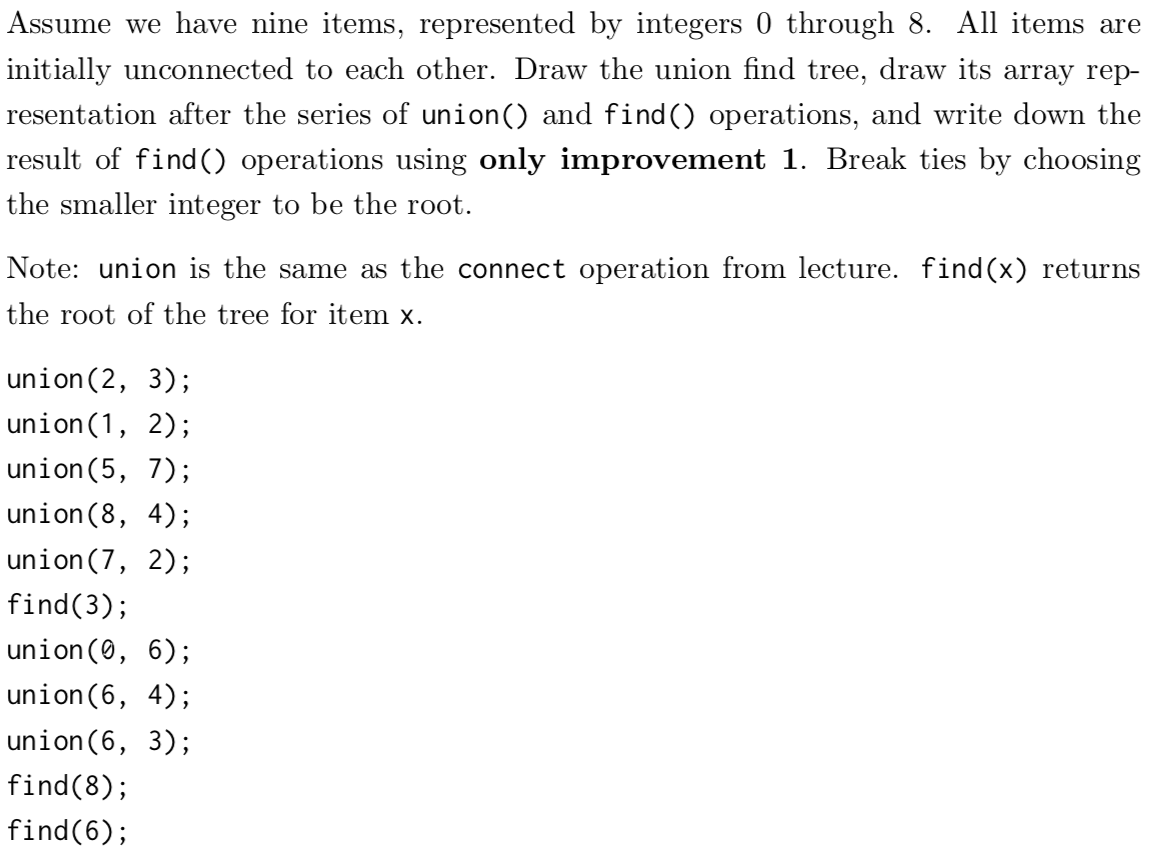 Assume we have nine items, represented by integers 0 through 8. All items are
initially unconnected to each other. Draw the union find tree, draw its array rep-
resentation after the series of union() and find() operations, and write down the
result of find() operations using only improvement 1. Break ties by choosing
the smaller integer to be the root.
Note: union is the same as the connect operation from lecture. find(x) returns
the root of the tree for item x.
union(2, 3);
union(1, 2);
union(5, 7);
union(8, 4);
union(7, 2);
find(3);
union(0, 6);
union(6, 4);
union(6, 3);
find(8);
find(6);